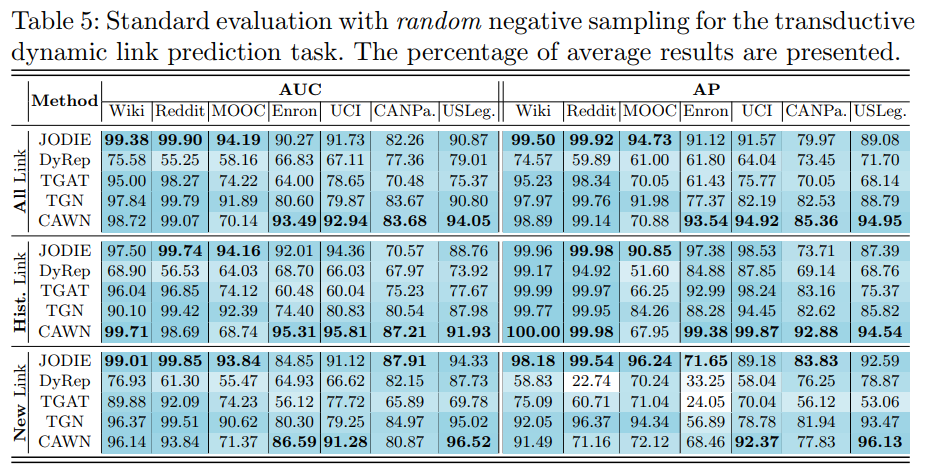 Table 5: Standard evaluation with random negative sampling for the transductive
dynamic link prediction task. The percentage of average results are presented.
Method AUC AP
Wiki Reddit MOOC Enron UCI CANPa. USLeg. Wiki Reddit MOOC Enron UCI CANPa. USLeg.
All Link
JODIE 99.38 99.90 94.19 90.27 91.73 82.26 90.87 99.50 99.92 94.73 91.12 91.57 79.97 89.08
DyRep 75.58 55.25 58.16 66.83 67.11 77.36 79.01 74.57 59.89 61.00 61.80 64.04 73.45 71.70
TGAT 95.00 98.27 74.22 64.00 78.65 70.48 75.37 95.23 98.34 70.05 61.43 75.77 70.05 68.14
TGN 97.84 99.79 91.89 80.60 79.87 83.67 90.80 97.97 99.76 91.98 77.37 82.19 82.53 88.79
CAWN 98.72 99.07 70.14 93.49 92.94 83.68 94.05 98.89 99.14 70.88 93.54 94.92 85.36 94.95
Hist. Link
JODIE 97.50 99.74 94.16 92.01 94.36 70.57 88.76 99.96 99.98 90.85 97.38 98.53 73.71 87.39
DyRep 68.90 56.53 64.03 68.70 66.03 67.97 73.92 99.17 94.92 51.60 84.88 87.85 69.14 68.76
TGAT 96.04 96.85 74.12 60.48 60.04 75.23 77.67 99.99 99.97 66.25 92.99 98.24 83.16 75.37
TGN 90.10 99.42 92.39 74.40 80.83 80.54 87.98 99.77 99.95 84.26 88.28 94.45 82.62 85.82
CAWN 99.71 98.69 68.74 95.31 95.81 87.21 91.93 100.00 99.98 67.95 99.38 99.87 92.88 94.54
New Link
JODIE 99.01 99.85 93.84 84.85 91.12 87.91 94.33 98.18 99.54 96.24 71.65 89.18 83.83 92.59
DyRep 76.93 61.30 55.47 64.93 66.62 82.15 87.73 58.83 22.74 70.24 33.25 58.04 76.25 78.87
TGAT 89.88 92.09 74.23 56.12 77.72 65.89 69.78 75.09 60.71 71.04 24.05 70.04 56.12 53.06
TGN 96.37 99.51 90.62 80.30 79.25 84.97 95.02 92.05 96.37 94.34 56.89 78.78 81.94 93.47
CAWN 96.14 93.84 71.37 86.59 91.28 80.87 96.52 91.49 71.16 72.12 68.46 92.37 77.83 96.13